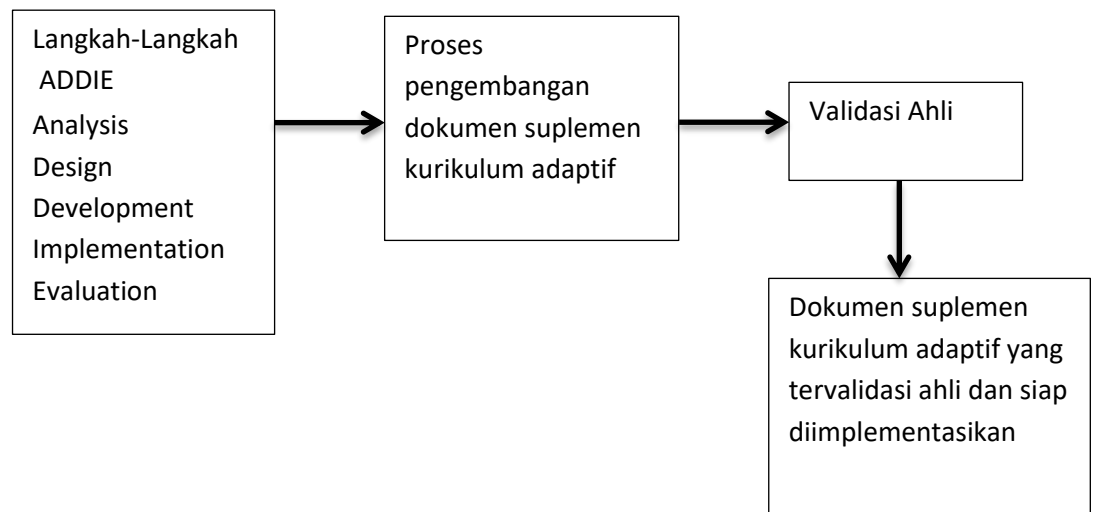 Langkah-Langkah
ADDIE
Analysis
Design
Development
Implementation
Evaluation
Proses
pengembangan
dokumen suplemen
kurikulum adaptif
Validasi Ahli
Dokumen suplemen
kurikulum adaptif yang
tervalidasi ahli dan siap
diimplementasikan